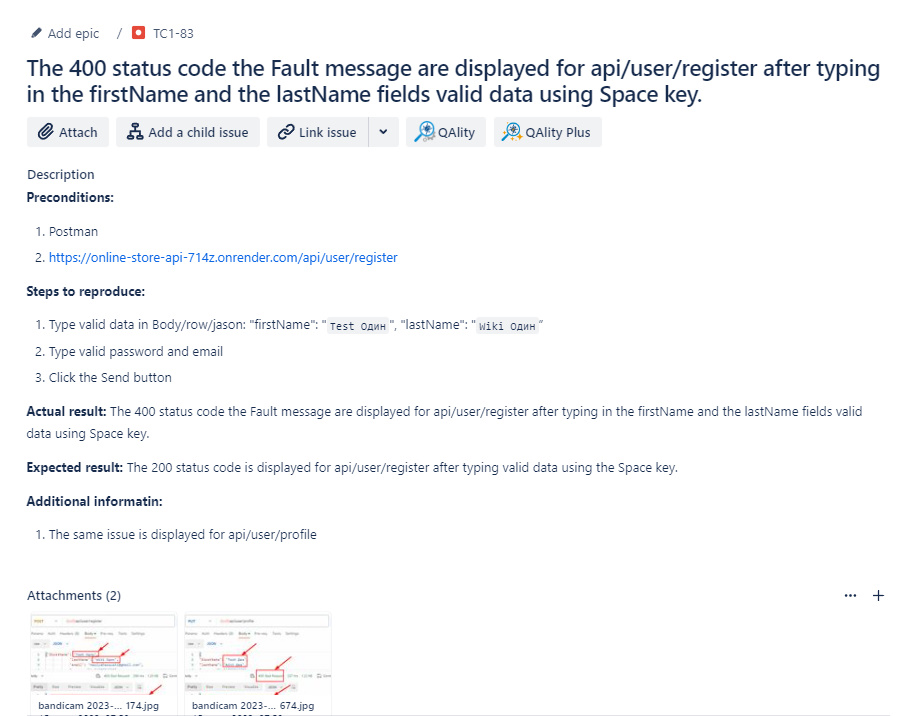 Add epic / TC1-83
The 400 status code the Fault message are displayed for api/user/register after typing
in the firstName and the lastName fields valid data using Space key.
Attach Add a child issue Link issue QAlity QAlity Plus
Description
Preconditions:
1. Postman
2. https://online-store-api-714z.onrender.com/api/user/register
Steps to reproduce:
1. Type valid data in Body/row/jason: "firstName": "Test Один", "lastName": "Wiki Один"
2. Type valid password and email
3. Click the Send button
Actual result: The 400 status code the Fault message are displayed for api/user/register after typing in the firstName and the lastName fields valid
data using Space key.
Expected result: The 200 status code is displayed for api/user/register after typing valid data using the Space key.
Additional informatin:
1. The same issue is displayed for api/user/profile
Attachments (2)
bandicam 2023-... 174.jpg bandicam 2023-... 674.jpg